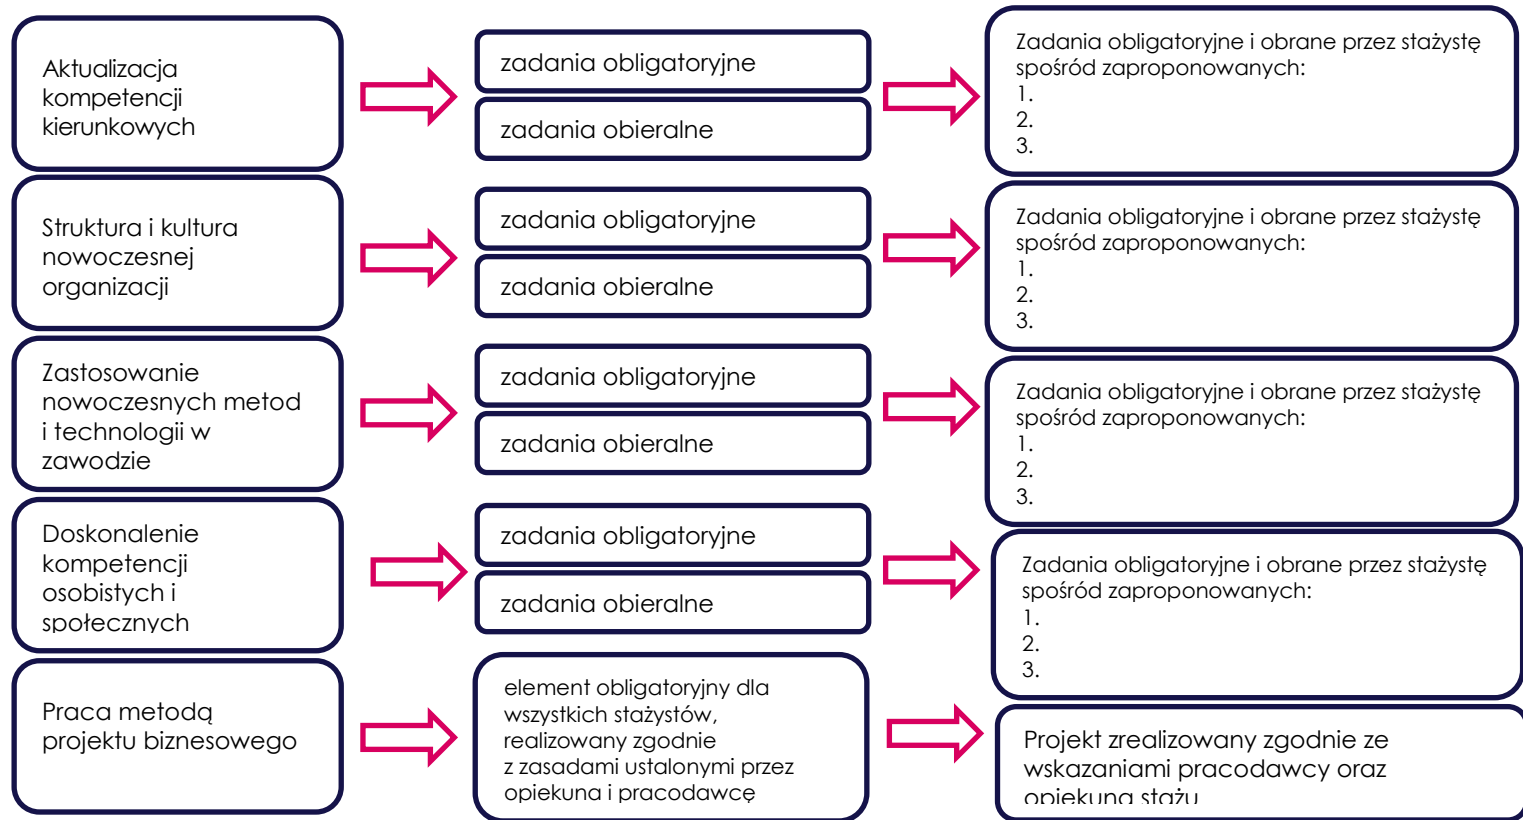 Aktualizacja
kompetencji
kierunkowych
zadania obligatoryjne
zadania obieralne
Zadania obligatoryjne i obrane przez stażystę
spośród zaproponowanych:
1.
2.
3.
Struktura i kultura
nowoczesnej
organizacji
zadania obligatoryjne
zadania obieralne
Zadania obligatoryjne i obrane przez stażystę
spośród zaproponowanych:
1.
2.
3.
Zastosowanie
nowoczesnych metod
i technologii w
zawodzie
zadania obligatoryjne
zadania obieralne
Zadania obligatoryjne i obrane przez stażystę
spośród zaproponowanych:
1.
2.
3.
Doskonalenie
kompetencji
osobistych i
społecznych
zadania obligatoryjne
zadania obieralne
Zadania obligatoryjne i obrane przez stażystę
spośród zaproponowanych:
1.
2.
3.
Praca metodą
projektu biznesowego
element obligatoryjny dla
wszystkich stażystów,
realizowany zgodnie
z zasadami ustalonymi przez
opiekuna i pracodawcę
Projekt zrealizowany zgodnie ze
wskazaniami pracodawcy oraz
opiekuna stażu